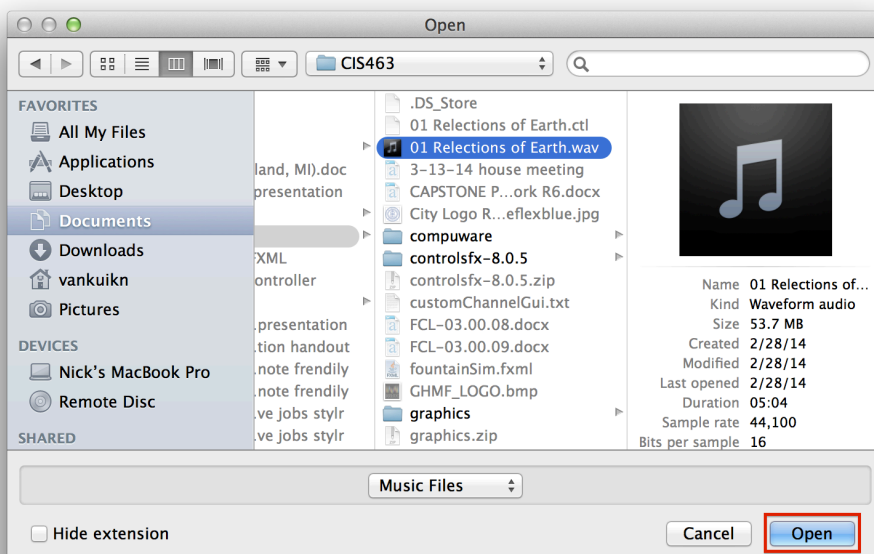 Open
CIS463
FAVORITES
All My Files
Applications
Desktop
Documents
Downloads
vankuikn
Pictures
DEVICES
Nick's MacBook Pro
Remote Disc
SHARED
land, MI).doc
presentation
FXML
ontroller
.presentation
.tion handout
.note frendily
.note frendily
.ve jobs stylr
.ve jobs stylr
.DS_Store
01 Relections of Earth.ctl
01 Relections of Earth.wav
3-13-14 house meeting
CAPSTONE P...ork R6.docx
City Logo R...eflexblue.jpg
compuware
controlsfx-8.0.5
controlsfx-8.0.5.zip
customChannelGui.txt
FCL-03.00.08.docx
FCL-03.00.09.docx
fountainSim.fxml
GHMF_LOGO.bmp
graphics
graphics.zip
Name 01 Relections of...
Kind Waveform audio
Size 53.7 MB
Created 2/28/14
Modified 2/28/14
Last opened 2/28/14
Duration 05:04
Sample rate 44,100
Bits per sample 16
Music Files
Hide extension
Cancel
Open